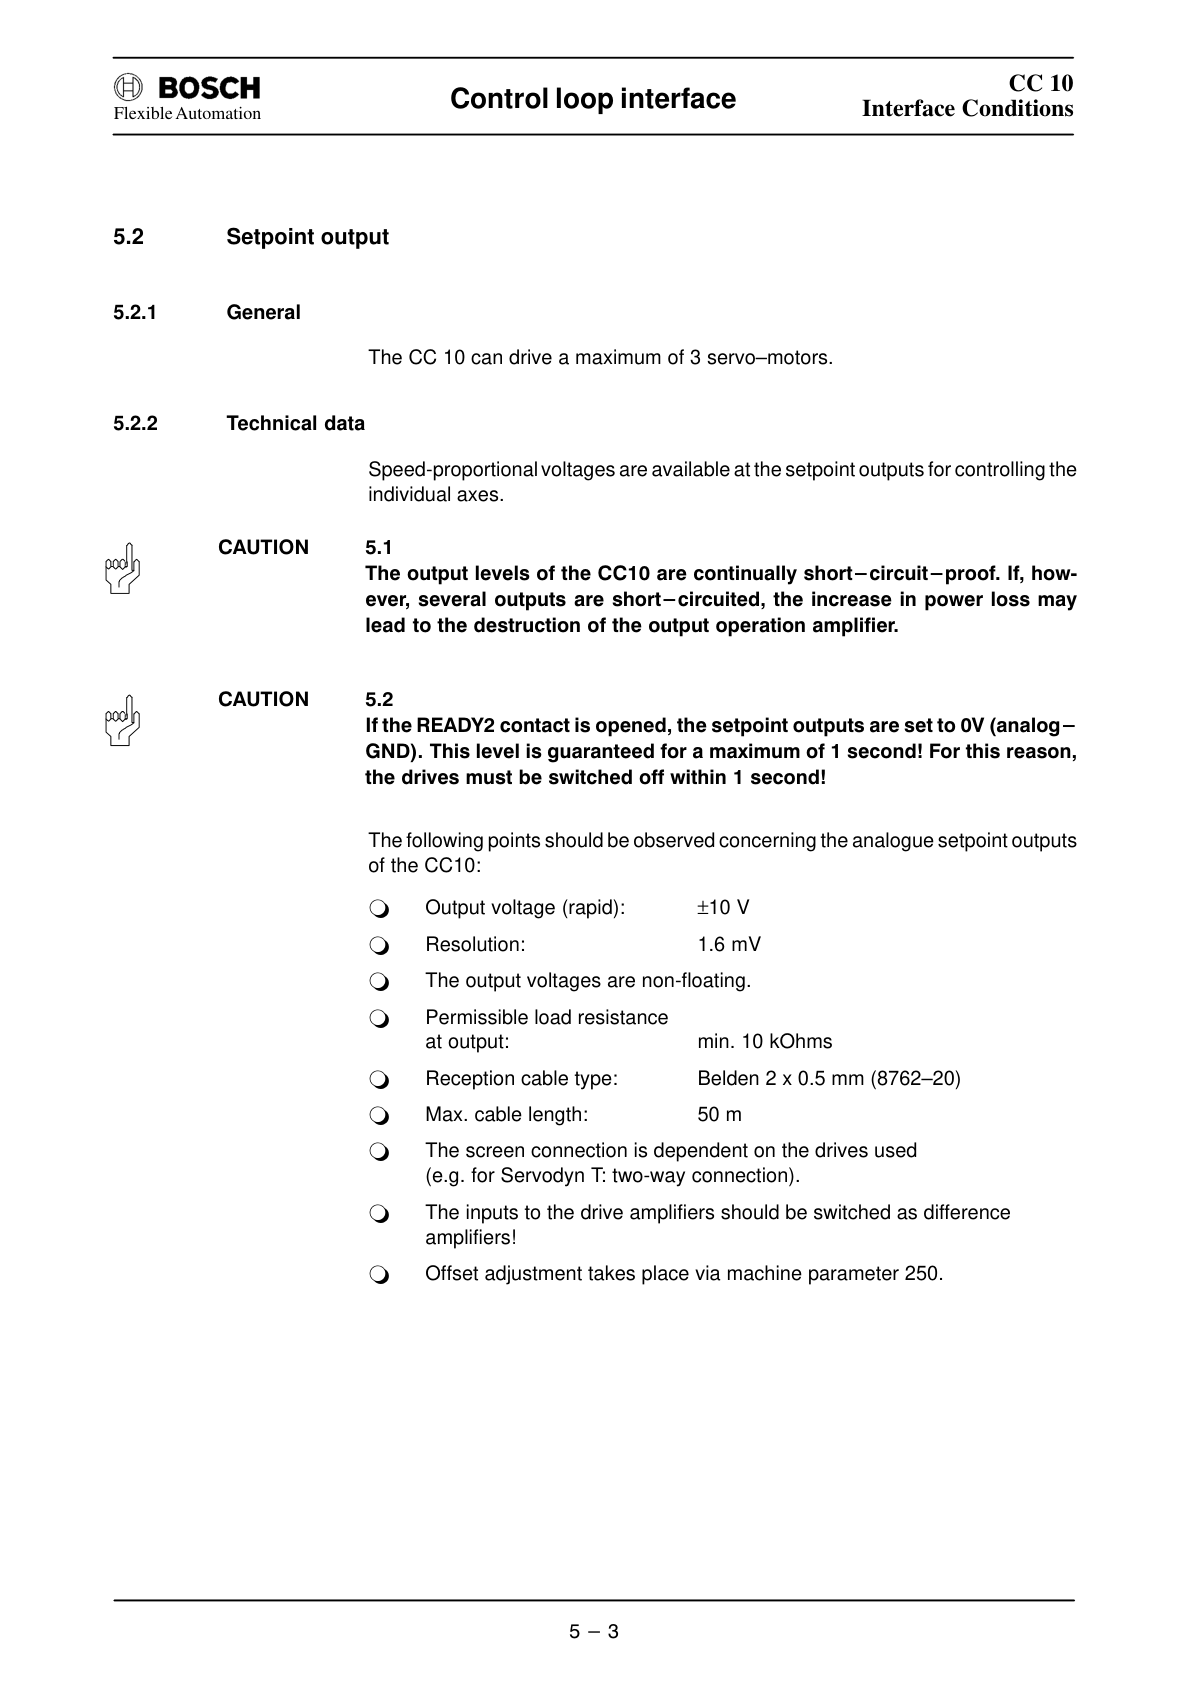 BOSCH
Flexible Automation
Control loop interface
CC 10
Interface Conditions
5.2 Setpoint output
5.2.1 General
The CC 10 can drive a maximum of 3 servo–motors.
5.2.2 Technical data
Speed-proportional voltages are available at the setpoint outputs for controlling the
individual axes.
CAUTION 5.1
The output levels of the CC10 are continually short−circuit−proof. If, how-
ever, several outputs are short−circuited, the increase in power loss may
lead to the destruction of the output operation amplifier.
CAUTION 5.2
If the READY2 contact is opened, the setpoint outputs are set to 0V (analog−
GND). This level is guaranteed for a maximum of 1 second! For this reason,
the drives must be switched off within 1 second!
The following points should be observed concerning the analogue setpoint outputs
of the CC10:
❍ Output voltage (rapid): ±10 V
❍ Resolution: 1.6 mV
❍ The output voltages are non-floating.
❍ Permissible load resistance
at output: min. 10 kOhms
❍ Reception cable type: Belden 2 x 0.5 mm (8762–20)
❍ Max. cable length: 50 m
❍ The screen connection is dependent on the drives used
(e.g. for Servodyn T: two-way connection).
❍ The inputs to the drive amplifiers should be switched as difference
amplifiers!
❍ Offset adjustment takes place via machine parameter 250.
5 − 3